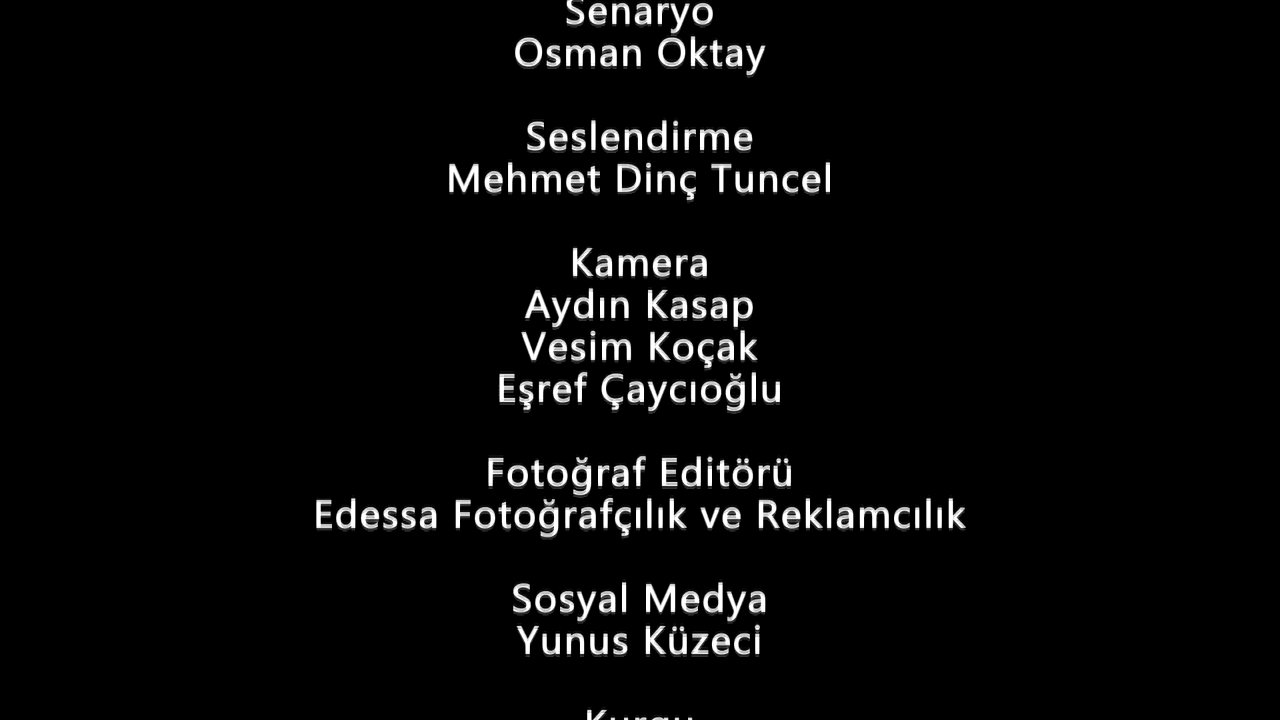 Senaryo
Osman Oktay
Seslendirme
Mehmet Dinç Tuncel
Kamera
Aydın Kasap
Vesim Koçak
Eşref Çaycıoğlu
Fotoğraf Editörü
Edessa Fotoğrafçılık ve Reklamcılık
Sosyal Medya
Yunus Küzeci
Kurgu